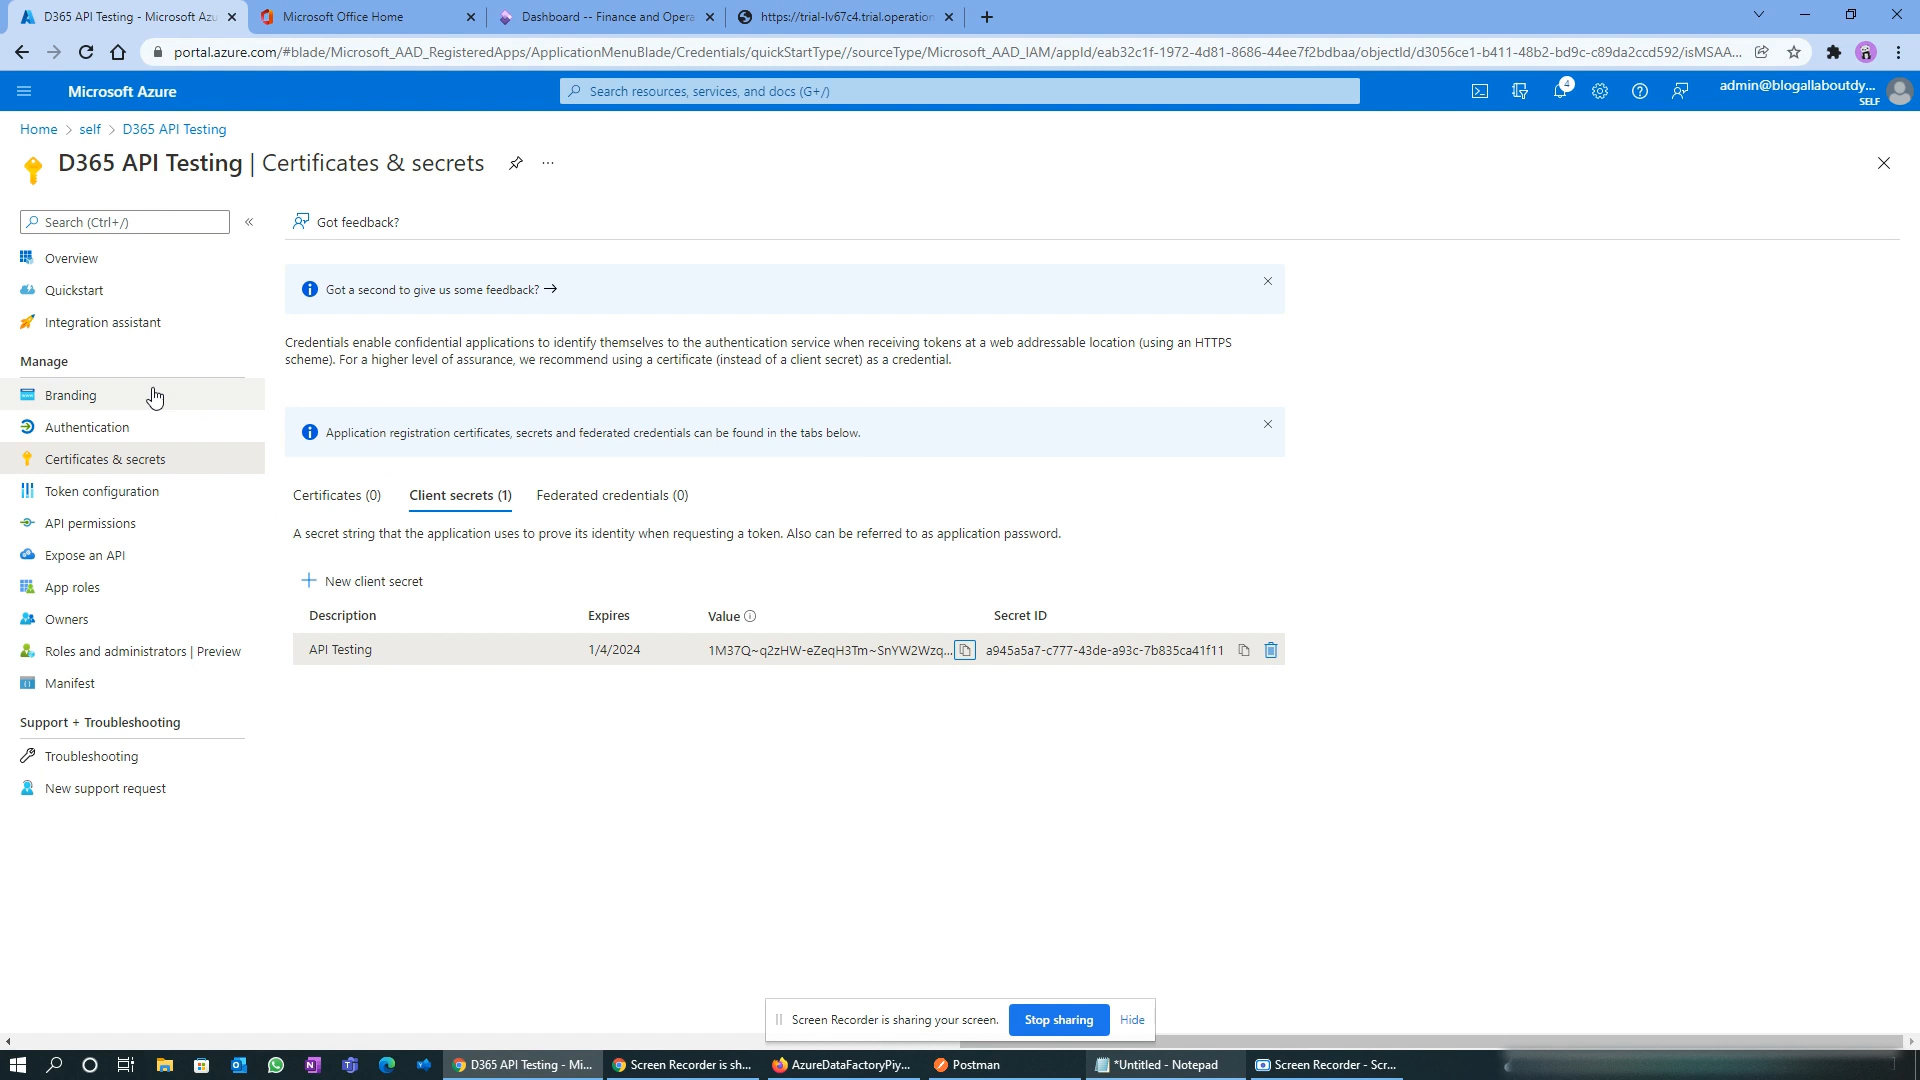 D365 API Testing - Microsoft Azu
Microsoft Office Home
Dashboard -- Finance and Opera
https://trial-lv67c4.trial.operation
portal.azure.com/#blade/Microsoft_AAD_RegisteredApps/ApplicationMenuBlade/Credentials/quickStartType//sourceType/Microsoft_AAD_IAM/appId/eab32c1f-1972-4d81-8686-44ee7f2bdbaa/objectId/d3056ce1-b411-48b2-bd9c-c89da2ccd592/isMSAA...
Microsoft Azure
Search resources, services, and docs (G+/)
4
admin@blogallaboutdy...
SELF
Home > self > D365 API Testing
D365 API Testing | Certificates & secrets
Search (Ctrl+/)
Got feedback?
Overview
Quickstart
Integration assistant
Manage
Branding
Authentication
Certificates & secrets
Token configuration
API permissions
Expose an API
App roles
Owners
Roles and administrators | Preview
Manifest
Support + Troubleshooting
Troubleshooting
New support request
Got a second to give us some feedback?
Credentials enable confidential applications to identify themselves to the authentication service when receiving tokens at a web addressable location (using an HTTPS
scheme). For a higher level of assurance, we recommend using a certificate (instead of a client secret) as a credential.
Application registration certificates, secrets and federated credentials can be found in the tabs below.
Certificates (0)
Client secrets (1)
Federated credentials (0)
A secret string that the application uses to prove its identity when requesting a token. Also can be referred to as application password.
New client secret
Description
Expires
Value
Secret ID
API Testing
1/4/2024
1M37Q~q2zHW-eZeqH3Tm~SnYW2Wzq...
a945a5a7-c777-43de-a93c-7b835ca41f11
Screen Recorder is sharing your screen.
Stop sharing
Hide
D365 API Testing - Mi...
Screen Recorder is sh...
AzureDataFactoryPiy...
Postman
*Untitled - Notepad
Screen Recorder - Scr...